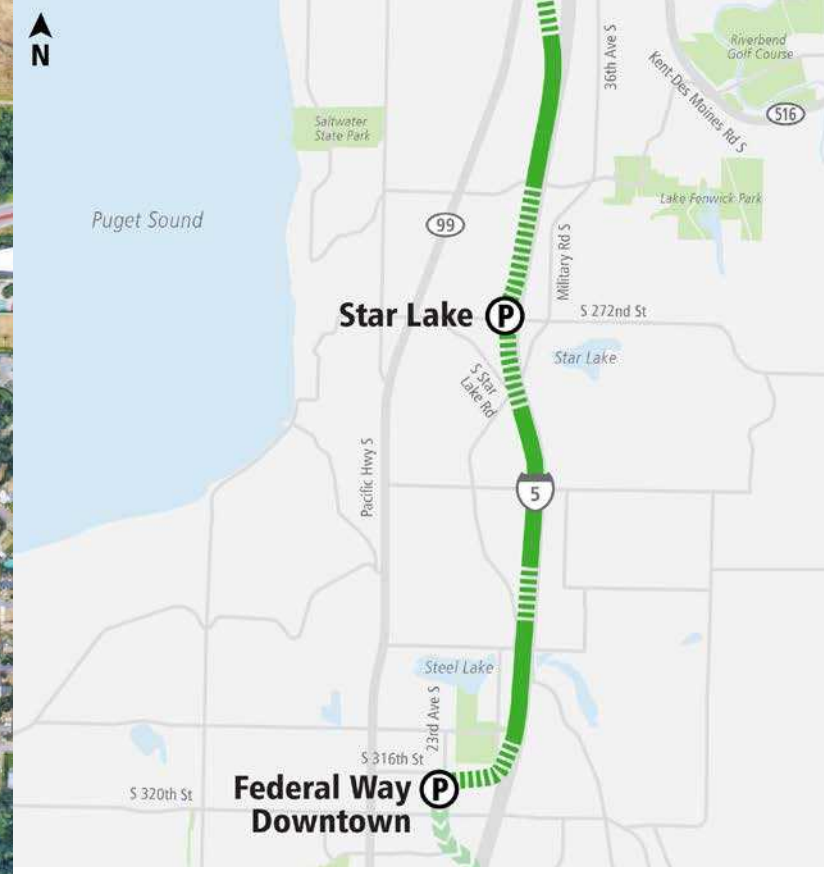 N
36th Ave S
Riverbend
Golf Course
Kent-Des Moines Rd S
516
Saltwater
State Park
Lake Fenwick Park
Puget Sound
99
Military Rd S
Star Lake
P
S 272nd St
Star Lake
S Star
Lake Rd
Pacific Hwy S
5
Steel Lake
23rd Ave S
S 316th St
S 320th St
Federal Way
Downtown
P